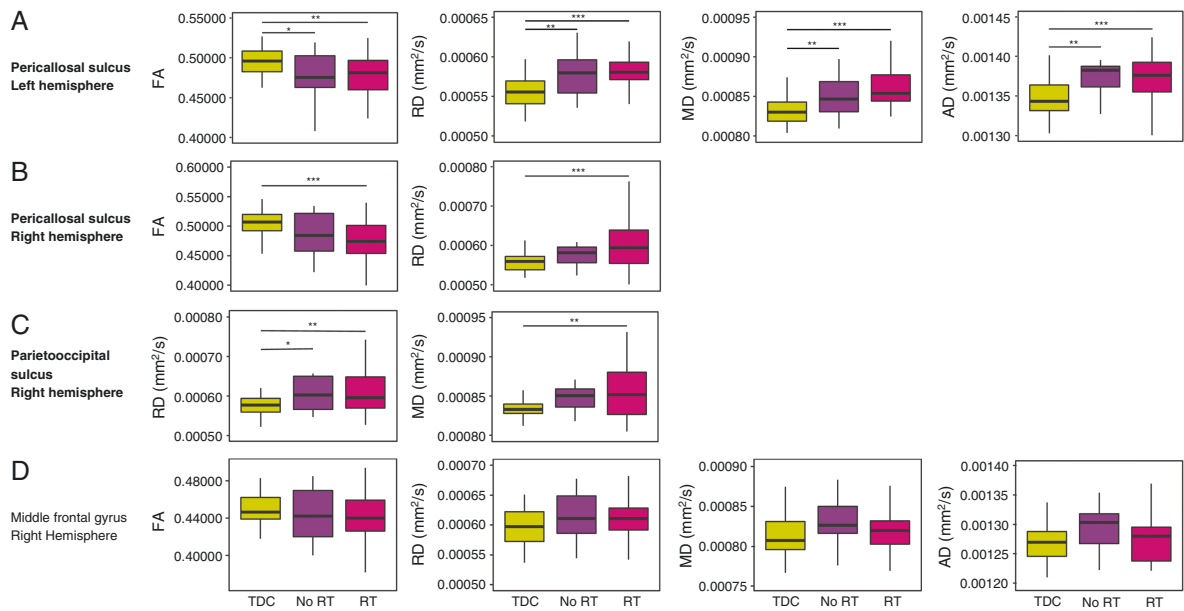 A
Pericallosal sulcus
Left hemisphere
FA
0.55000
0.50000
0.45000
0.40000
**
*
RD (mm²/s)
0.00065
0.00060
0.00055
0.00050
***
**
MD (mm²/s)
0.00095
0.00090
0.00085
0.00080
***
**
AD (mm²/s)
0.00145
0.00140
0.00135
0.00130
***
**
B
Pericallosal sulcus
Right hemisphere
FA
0.60000
0.55000
0.50000
0.45000
0.40000
***
RD (mm²/s)
0.00080
0.00070
0.00060
0.00050
***
C
Parietooccipital
sulcus
Right hemisphere
RD (mm²/s)
0.00080
0.00070
0.00060
0.00050
**
*
MD (mm²/s)
0.00095
0.00090
0.00085
0.00080
**
D
Middle frontal gyrus
Right Hemisphere
FA
0.48000
0.44000
0.40000
TDC No RT RT
RD (mm²/s)
0.00070
0.00065
0.00060
0.00055
0.00050
TDC No RT RT
MD (mm²/s)
0.00090
0.00085
0.00080
0.00075
TDC No RT RT
AD (mm²/s)
0.00140
0.00135
0.00130
0.00125
0.00120
TDC No RT RT